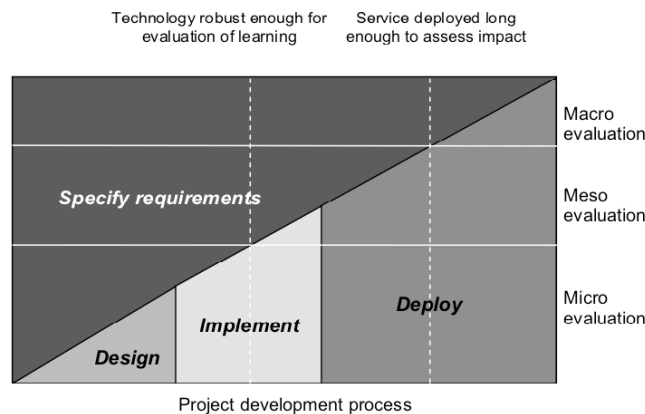 Technology robust enough for
evaluation of learning
Service deployed long
enough to assess impact
Macro
evaluation
Specify requirements
Meso
evaluation
Micro
evaluation
Deploy
Implement
Design
Project development process